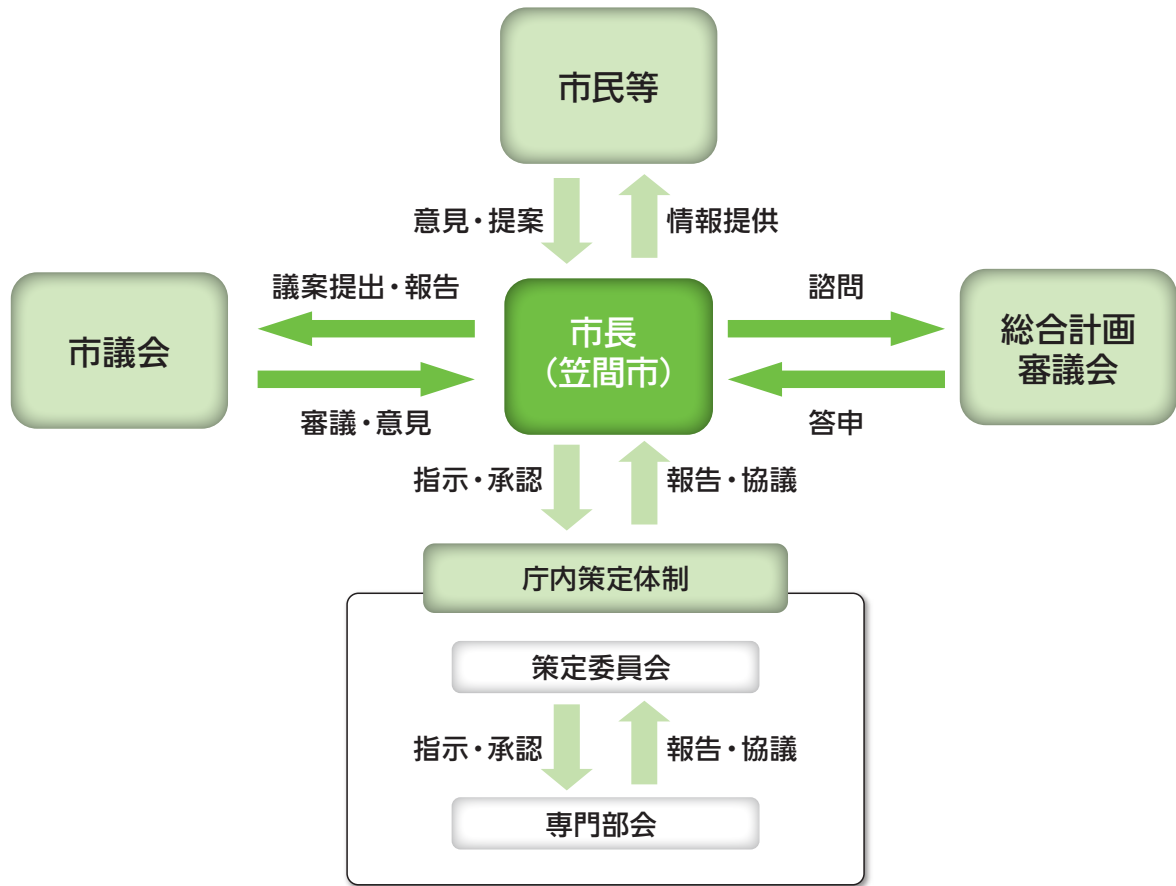 市民等
意見・提案
情報提供
議案提出・報告
諮問
市議会
市長
（笠間市）
総合計画
審議会
審議・意見
答申
指示・承認
報告・協議
庁内策定体制
策定委員会
指示・承認
報告・協議
専門部会